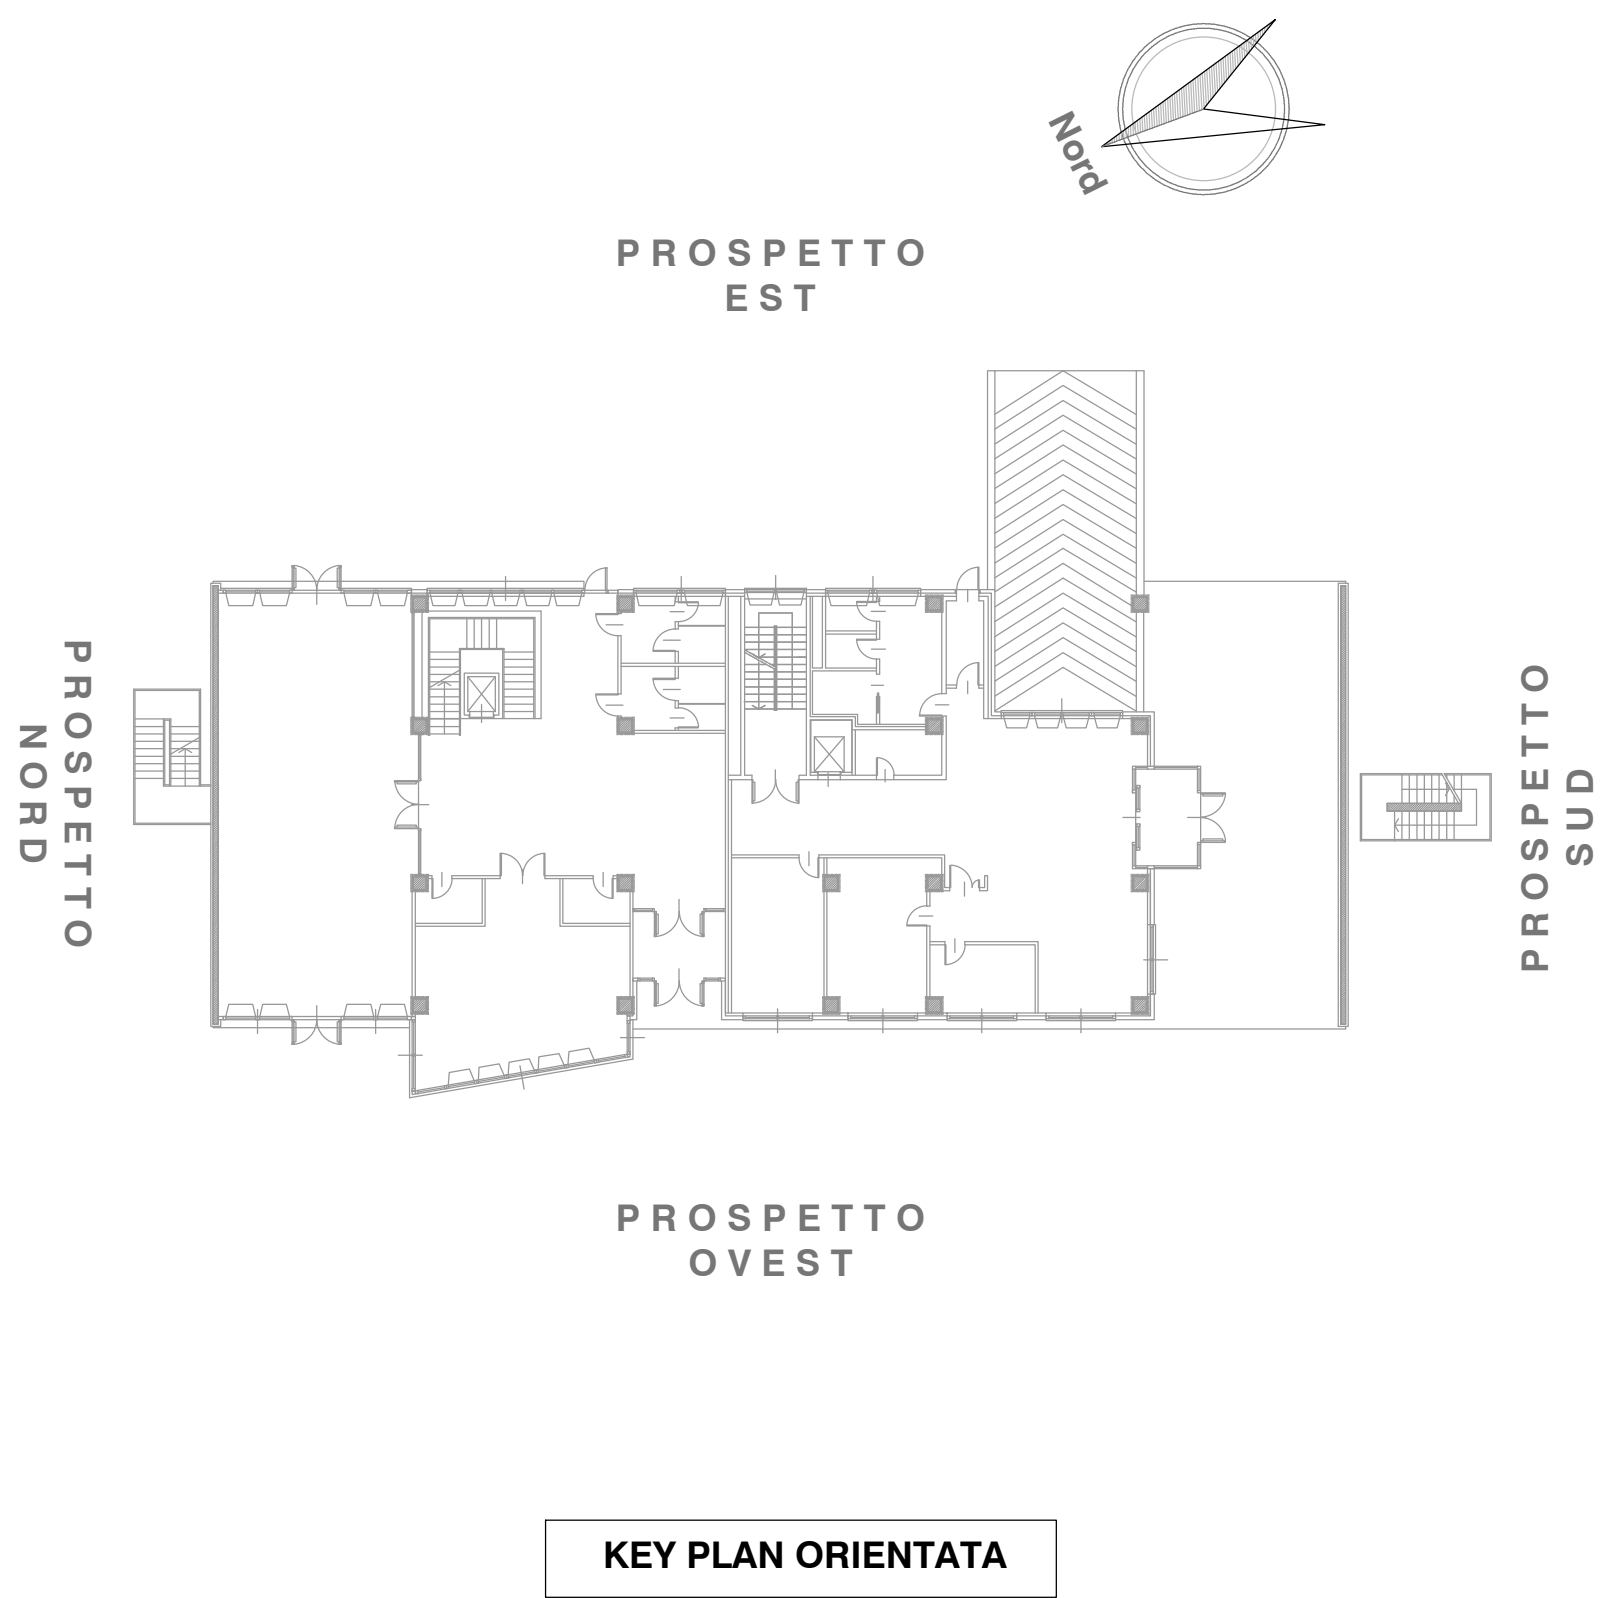 Nord
PROSPETTO
EST
PROSPETTO
NORD
PROSPETTO
SUD
PROSPETTO
OVEST
KEY PLAN ORIENTATA